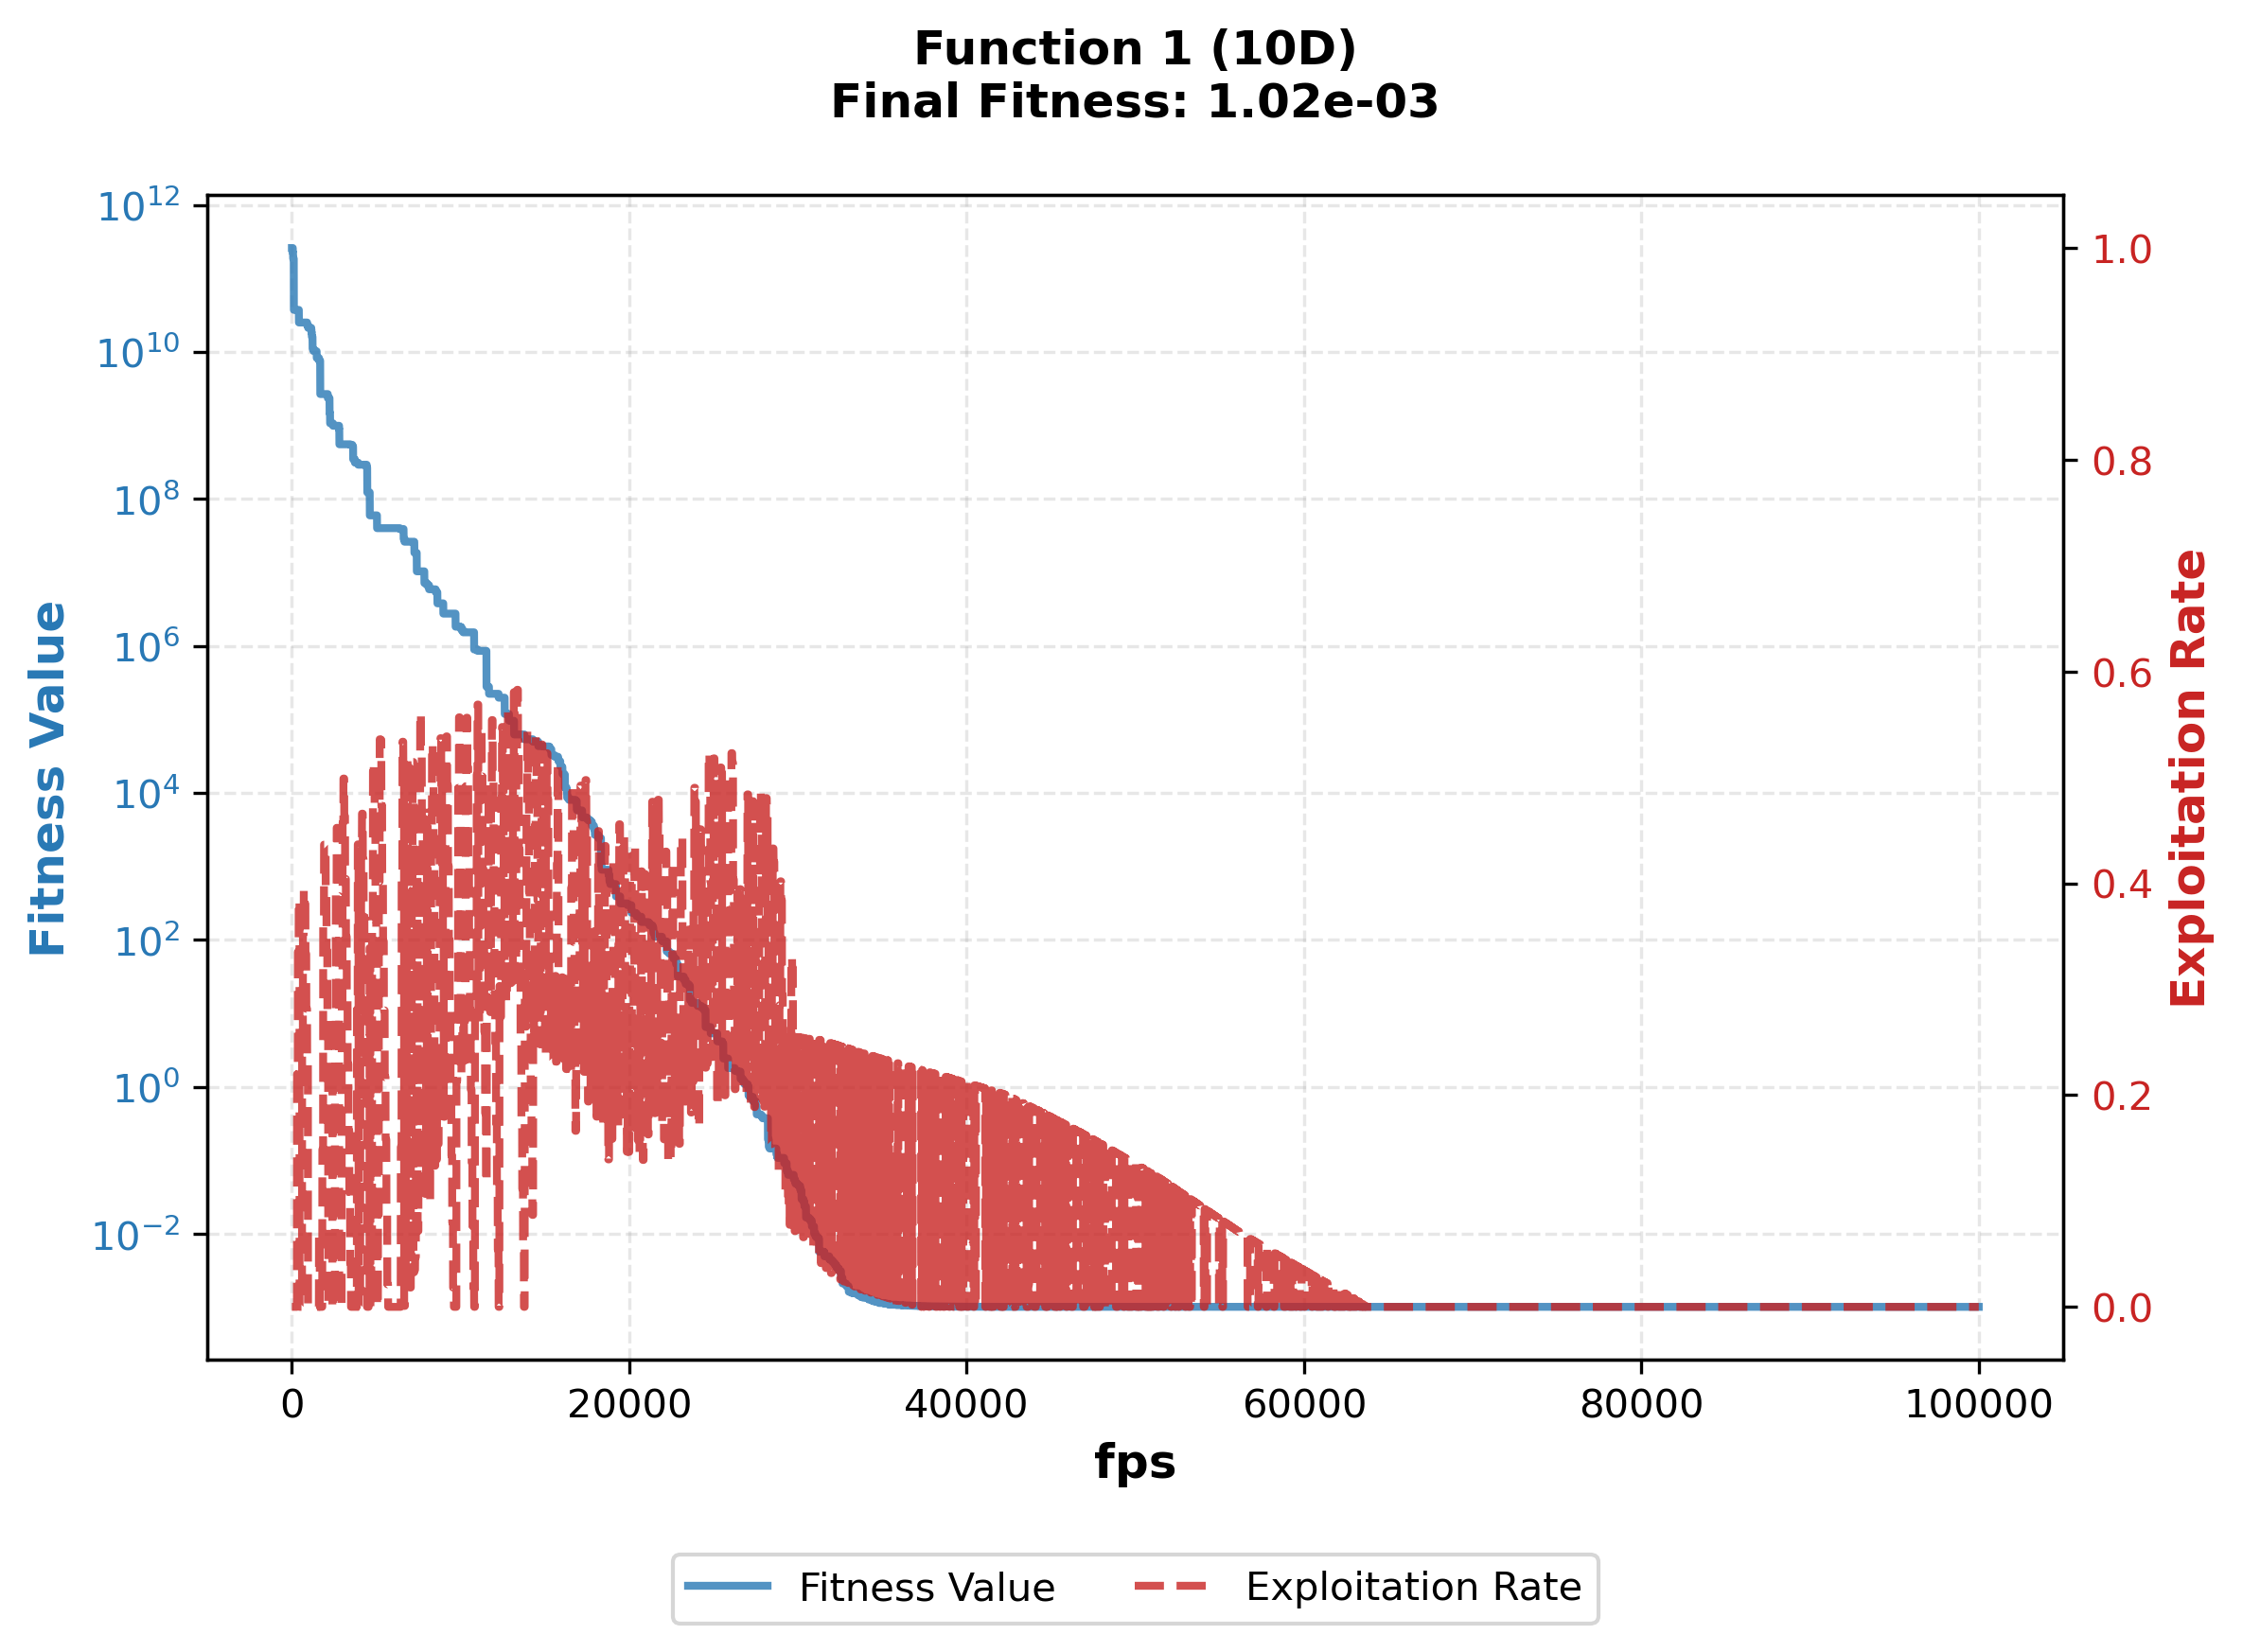 Function 1 (10D)
Final Fitness: 1.02e-03
Fitness Value
10¹²
10¹⁰
10⁸
10⁶
10⁴
10²
10⁰
10⁻²
1.0
0.8
0.6
0.4
0.2
0.0
Exploitation Rate
0 20000 40000 60000 80000 100000
fps
Fitness Value Exploitation Rate